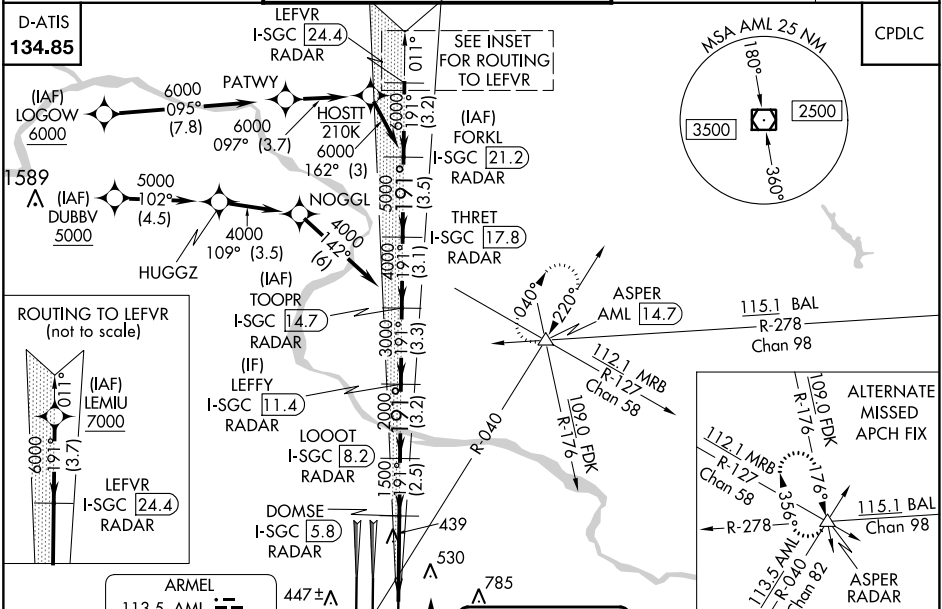 D-ATIS
134.85
LEFVR
I-SGC 24.4
RADAR
011°
SEE INSET
FOR ROUTING
TO LEFVR
MSA AML 25 NM
180°
3500
2500
360°
CPDLC
(IAF)
LOGOW
6000
6000
095°
(7.8)
PATWY
6000
097° (3.7)
HOSTT
210K
6000
162° (3)
6000
191°
(3.2)
(IAF)
FORKL
I-SGC 21.2
RADAR
1589
(IAF)
DUBBV
5000
5000
102°
(4.5)
HUGGZ
4000
109° (3.5)
NOGGL
4000
142°
(6)
5000
191°
(3.5)
THRET
I-SGC 17.8
RADAR
4000
191°
(3.1)
(IAF)
TOOPR
I-SGC 14.7
RADAR
3000
191°
(3.3)
(IF)
LEFFY
I-SGC 11.4
RADAR
2000
191°
(3.2)
LOOOT
I-SGC 8.2
RADAR
1500
191°
(2.5)
DOMSE
I-SGC 5.8
RADAR
439
530
785
447±
040°
220°
ASPER
AML 14.7
115.1 BAL
R-278
Chan 98
112.1 MRB
R-127
Chan 58
109.0 FDK
R-176
R-040
ROUTING TO LEFVR
(not to scale)
011°
(IAF)
LEMIU
7000
6000
191°
(3.7)
LEFVR
I-SGC 24.4
RADAR
ARMEL
113.5 AML
ALTERNATE
MISSED
APCH FIX
109.0 FDK
R-176
112.1 MRB
R-127
Chan 58
176°
356°
115.1 BAL
Chan 98
R-278
113.5 AML
R-040
Chan 82
ASPER
RADAR